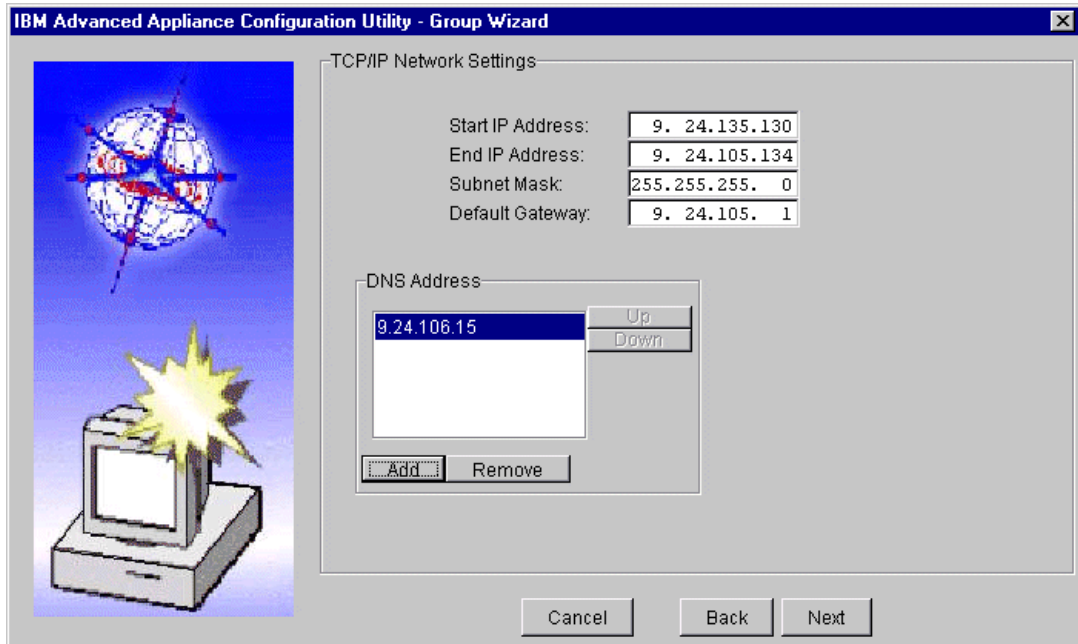 IBM Advanced Appliance Configuration Utility - Group Wizard
TCP/IP Network Settings
Start IP Address: 9. 24.135.130
End IP Address: 9. 24.105.134
Subnet Mask: 255.255.255. 0
Default Gateway: 9. 24.105. 1
DNS Address
9.24.106.15
Up
Down
Add Remove
Cancel Back Next